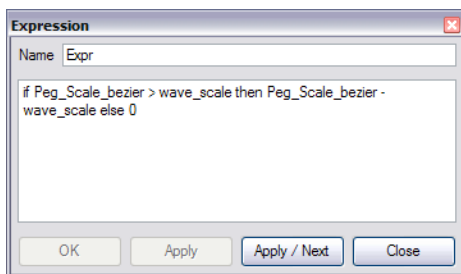 Expression
Name Expr
if Peg_Scale_bezier > wave_scale then Peg_Scale_bezier -
wave_scale else 0
OK Apply Apply / Next Close